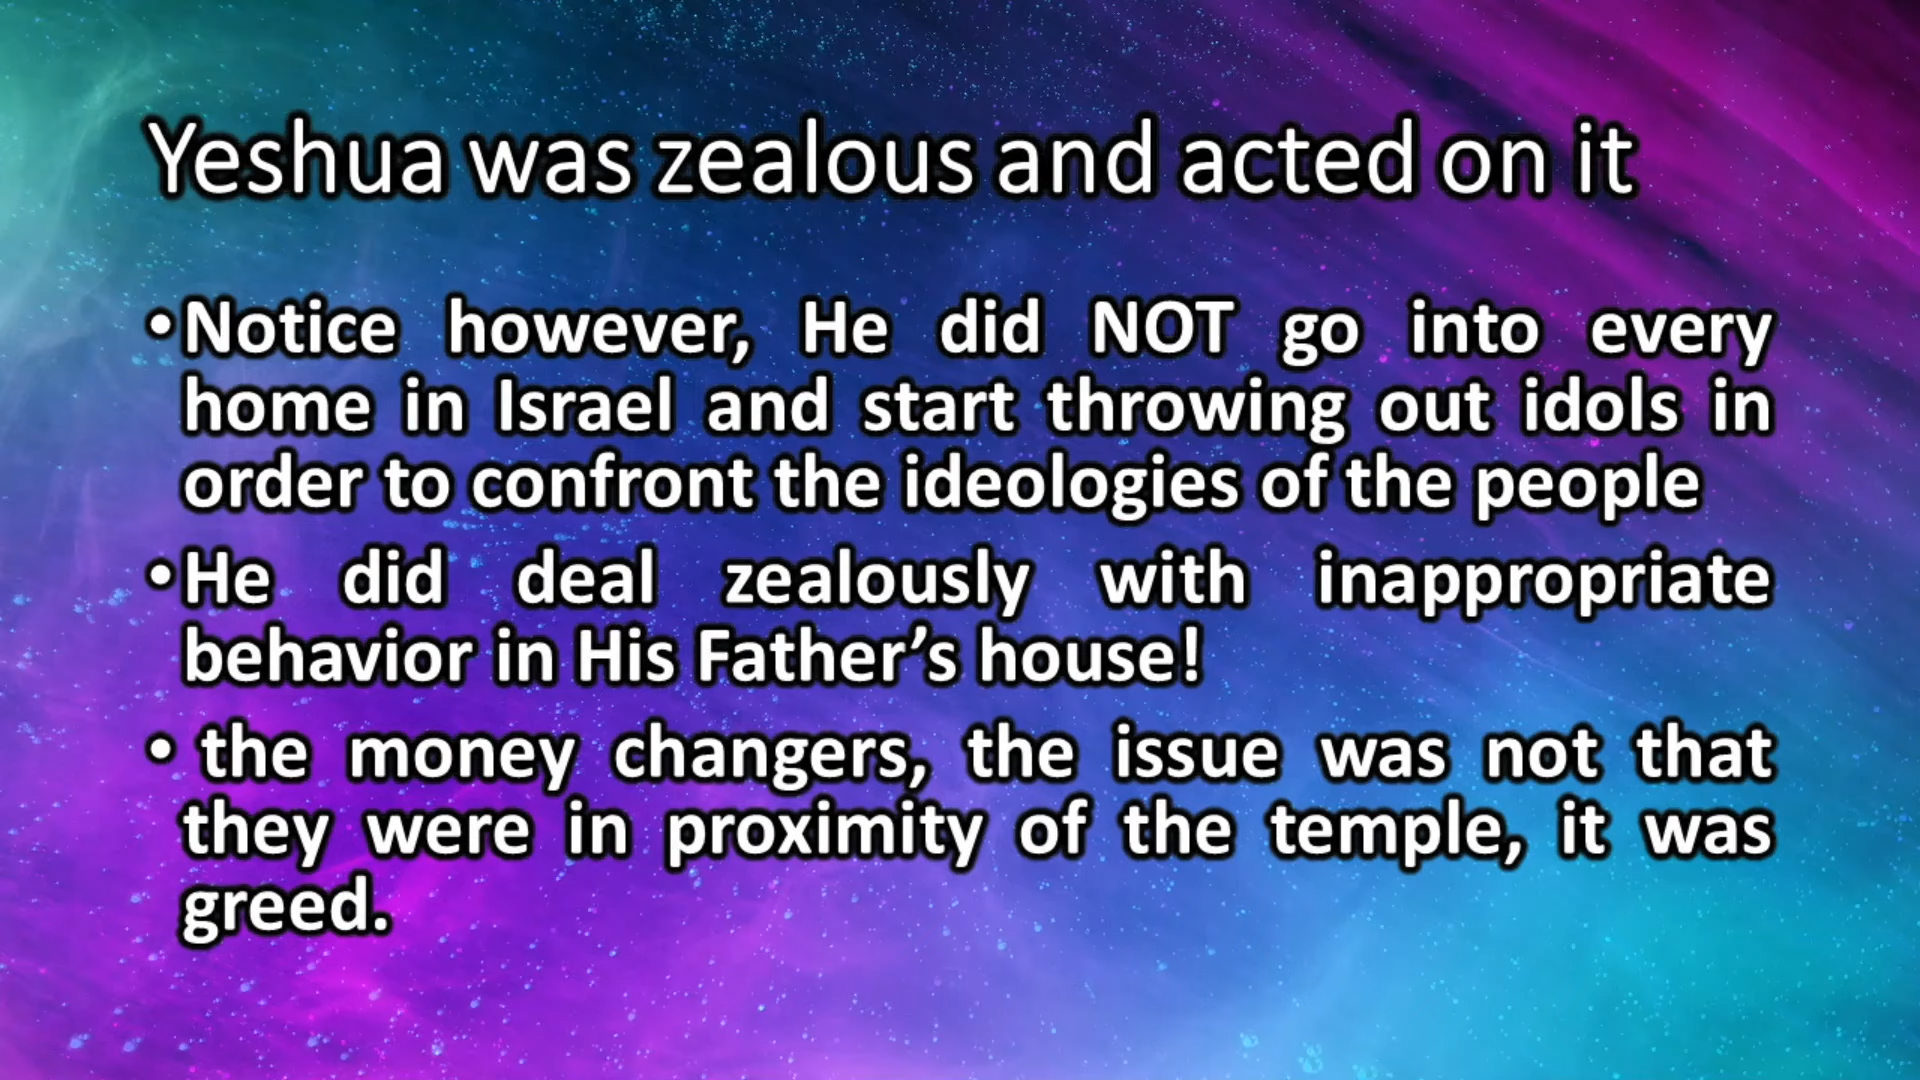 Yeshua was zealous and acted on it
•Notice however, He did NOT go into every
home in Israel and start throwing out idols in
order to confront the ideologies of the people
•He did deal zealously with inappropriate
behavior in His Father’s house!
• the money changers, the issue was not that
they were in proximity of the temple, it was
greed.